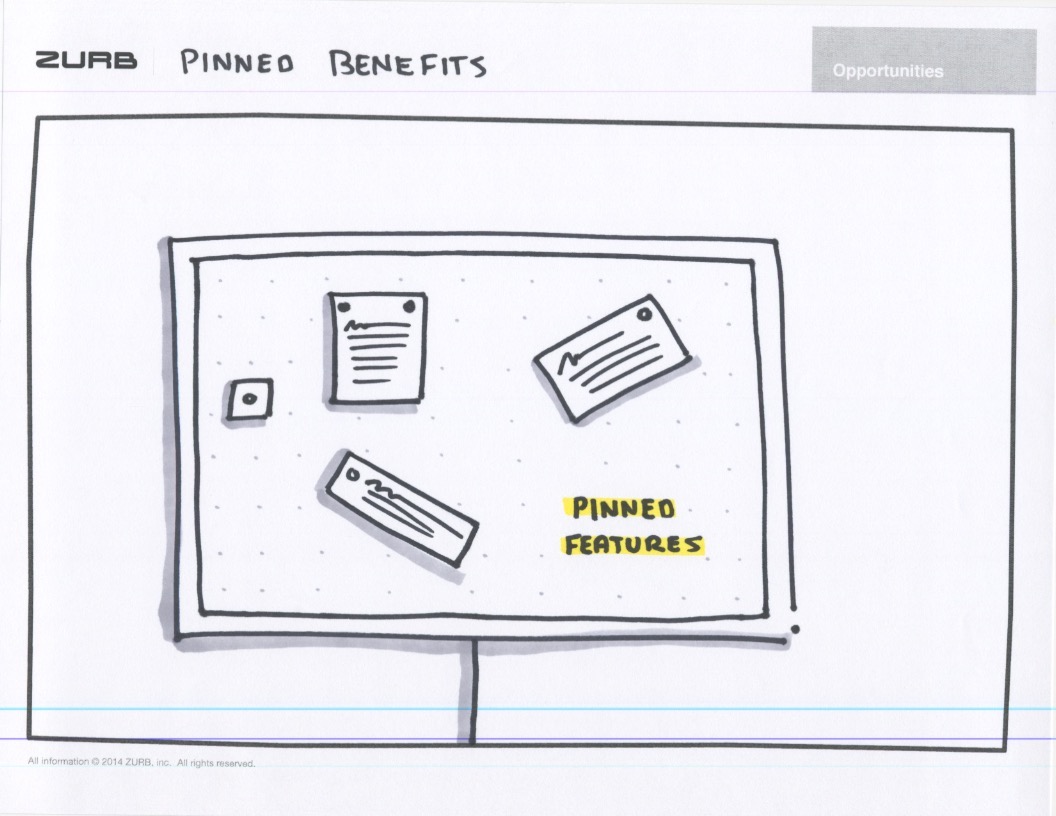 ZURB PINNED BENEFITS
Opportunities
PINNED
FEATURES
All information © 2014 ZURB, inc. All rights reserved.